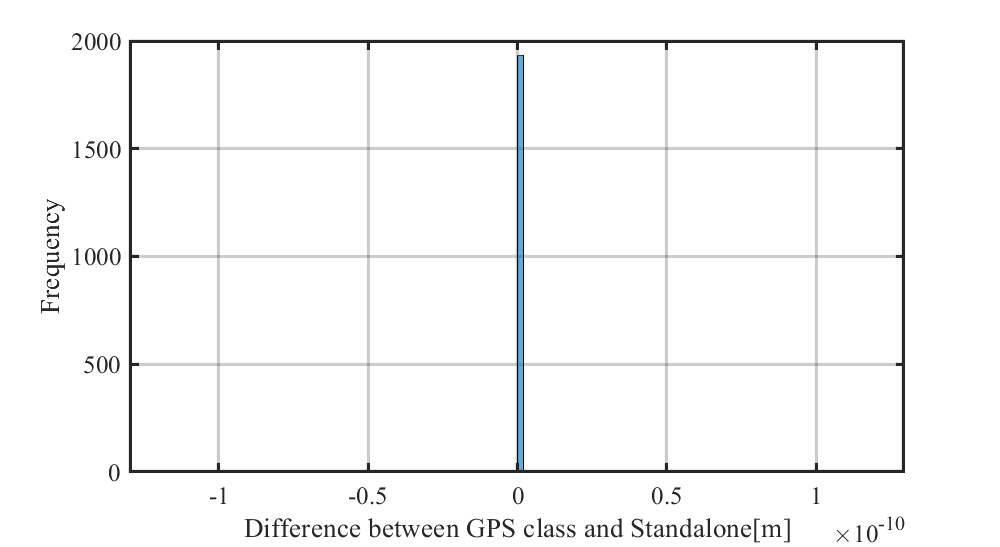 2000
1500
1000
500
0
Frequency
-1 -0.5 0 0.5 1
Difference between GPS class and Standalone[m]
×10⁻¹⁰